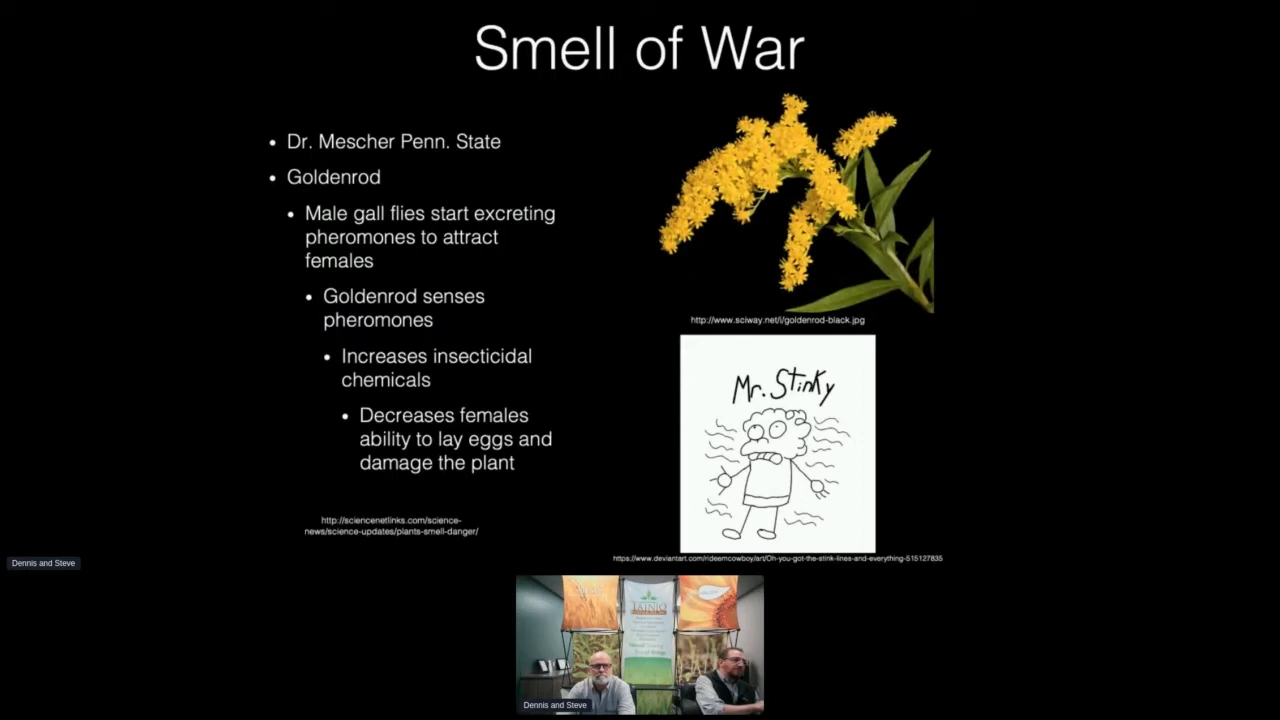 Smell of War
• Dr. Mescher Penn. State
• Goldenrod
• Male gall flies start excreting
pheromones to attract
females
• Goldenrod senses
pheromones
• Increases insecticidal
chemicals
• Decreases females
ability to lay eggs and
damage the plant
http://sciencenetlinks.com/science-
news/science-updates/plants-smell-danger/
http://www.sciway.net/i/goldenrod-black.jpg
Mr. Stinky
https://www.deviantart.com/rideemcowboy/art/Oh-you-got-the-stink-lines-and-everything-515127835
Dennis and Steve
TAINIO
Dennis and Steve